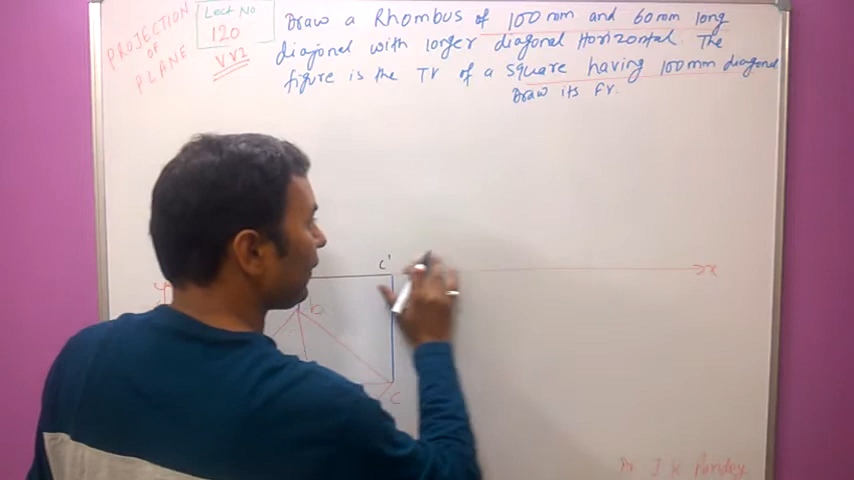 PROJECTION
OF
PLANE
Lect No
120
VV2
Draw a Rhombus of 100mm and 60mm long
diagonal with longer diagonal Horizontal. The
figure is the TV of a square having 100mm diagonal
Draw its FV.
c'
x
y
b
c
Dr J K Pandey